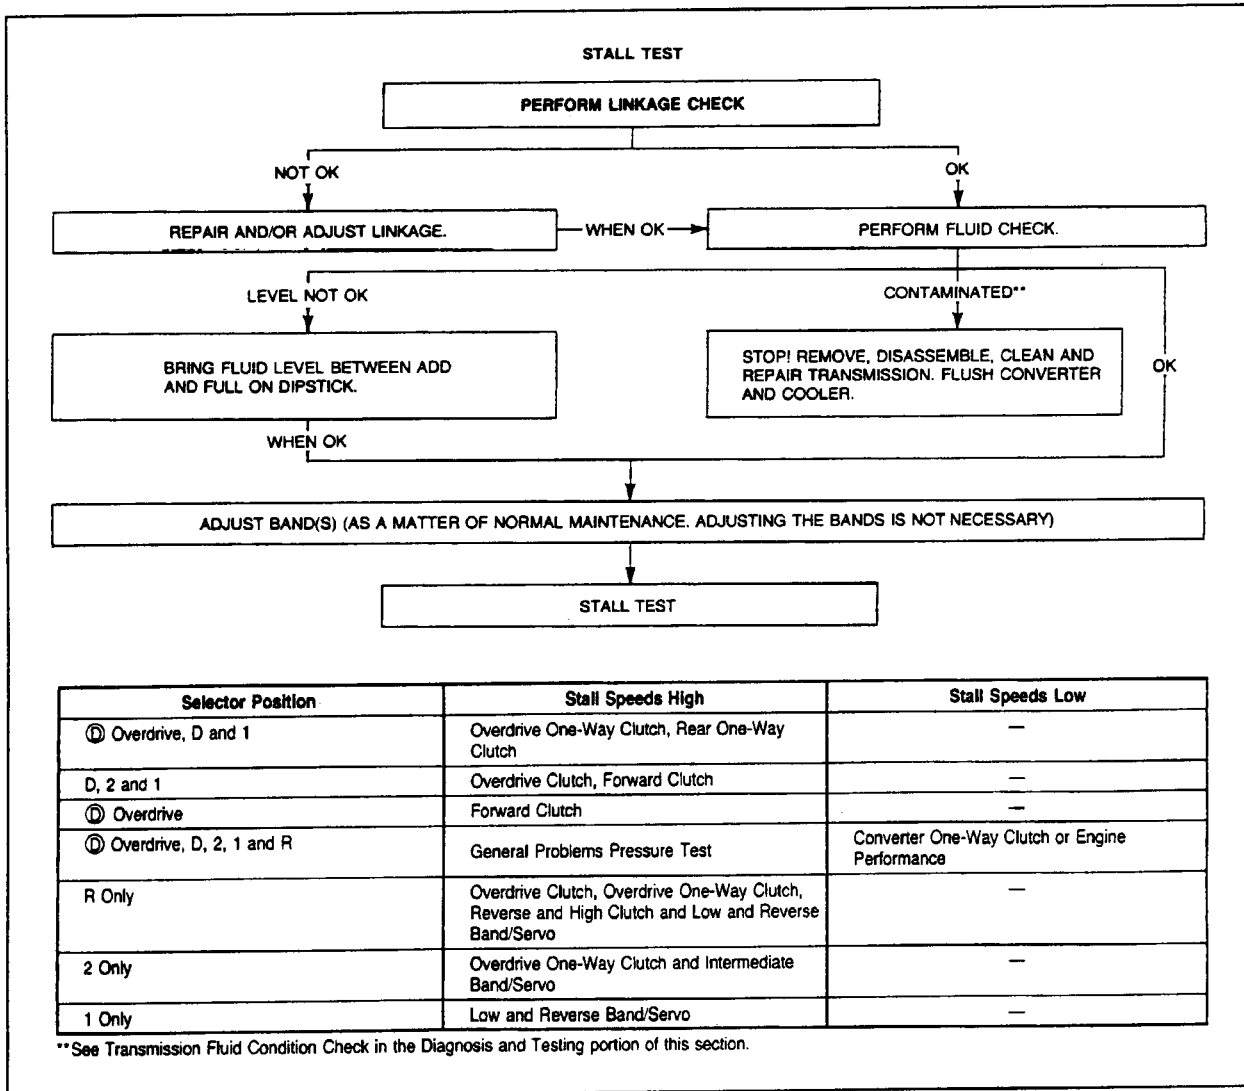 STALL TEST
PERFORM LINKAGE CHECK
NOT OK
OK
REPAIR AND/OR ADJUST LINKAGE.
WHEN OK
PERFORM FLUID CHECK.
LEVEL NOT OK
CONTAMINATED**
BRING FLUID LEVEL BETWEEN ADD
AND FULL ON DIPSTICK.
STOP! REMOVE, DISASSEMBLE, CLEAN AND
REPAIR TRANSMISSION. FLUSH CONVERTER
AND COOLER.
OK
WHEN OK
ADJUST BAND(S) (AS A MATTER OF NORMAL MAINTENANCE. ADJUSTING THE BANDS IS NOT NECESSARY)
STALL TEST
Selector Position Stall Speeds High Stall Speeds Low
Ⓓ Overdrive, D and 1 Overdrive One-Way Clutch, Rear One-Way —
Clutch
D, 2 and 1 Overdrive Clutch, Forward Clutch —
Ⓓ Overdrive Forward Clutch —
Ⓓ Overdrive, D, 2, 1 and R General Problems Pressure Test Converter One-Way Clutch or Engine
Performance
R Only Overdrive Clutch, Overdrive One-Way Clutch, —
Reverse and High Clutch and Low and Reverse
Band/Servo
2 Only Overdrive One-Way Clutch and Intermediate —
Band/Servo
1 Only Low and Reverse Band/Servo —
**See Transmission Fluid Condition Check in the Diagnosis and Testing portion of this section.